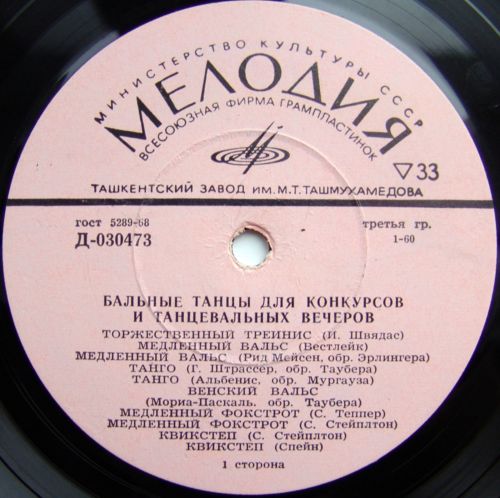 МИНИСТЕРСТВО КУЛЬТУРЫ СССР
МЕЛОДИЯ
ВСЕСОЮЗНАЯ ФИРМА ГРАМПЛАСТИНОК
▽33
ТАШКЕНТСКИЙ ЗАВОД ИМ. М.Т. ТАШМУХАМЕДОВА
гост 5289-68
третья гр.
Д-030473
1-60
БАЛЬНЫЕ ТАНЦЫ ДЛЯ КОНКУРСОВ
И ТАНЦЕВАЛЬНЫХ ВЕЧЕРОВ
ТОРЖЕСТВЕННЫЙ ТРЕИНИС (И. Швядас)
МЕДЛЕННЫЙ ВАЛЬС (Вестлейк)
МЕДЛЕННЫЙ ВАЛЬС (Рид Мейсен, обр. Эрлингера)
ТАНГО (Г. Штрассер, обр. Таубера)
ТАНГО (Альбенис, обр. Мургауза)
ВЕНСКИЙ ВАЛЬС
(Мориа-Паскаль. обр. Таубера)
МЕДЛЕННЫЙ ФОКСТРОТ (С. Теппер)
МЕДЛЕННЫЙ ФОКСТРОТ (С. Стейплтон)
КВИКСТЕП (С. Стейплтон)
КВИКСТЕП (Спейн)
1 сторона